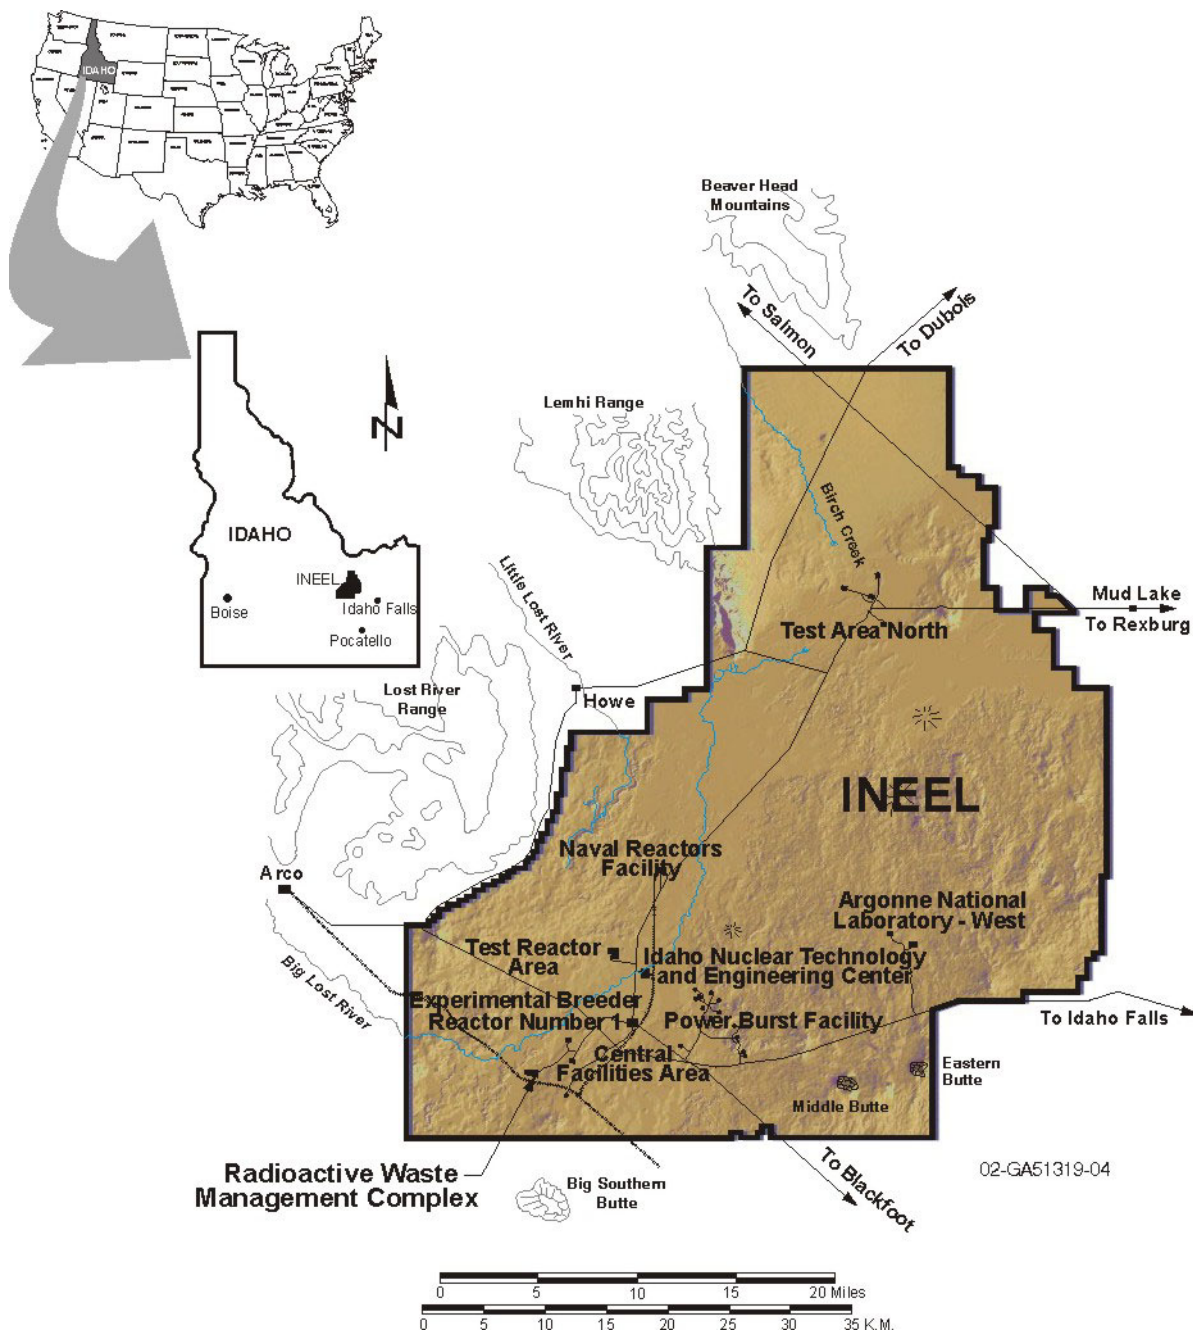 IDAHO
Beaver Head
Mountains
To Salmon
To Dubois
N
Lemhi Range
Birch Creek
IDAHO
INEEL
Boise
Idaho Falls
Pocatello
Little Lost River
Mud Lake
To Rexburg
Test Area North
Lost River
Range
Howe
INEEL
Naval Reactors
Facility
Arco
Argonne National
Laboratory - West
Test Reactor
Area
Idaho Nuclear Technology
and Engineering Center
Big Lost River
Experimental Breeder
Reactor Number 1
Power Burst Facility
To Idaho Falls
Central
Facilities Area
Eastern
Butte
Middle Butte
Radioactive Waste
Management Complex
Big Southern
Butte
To Blackfoot
02-GA51319-04
0 5 10 15 20 Miles
0 5 10 15 20 25 30 35 K.M.